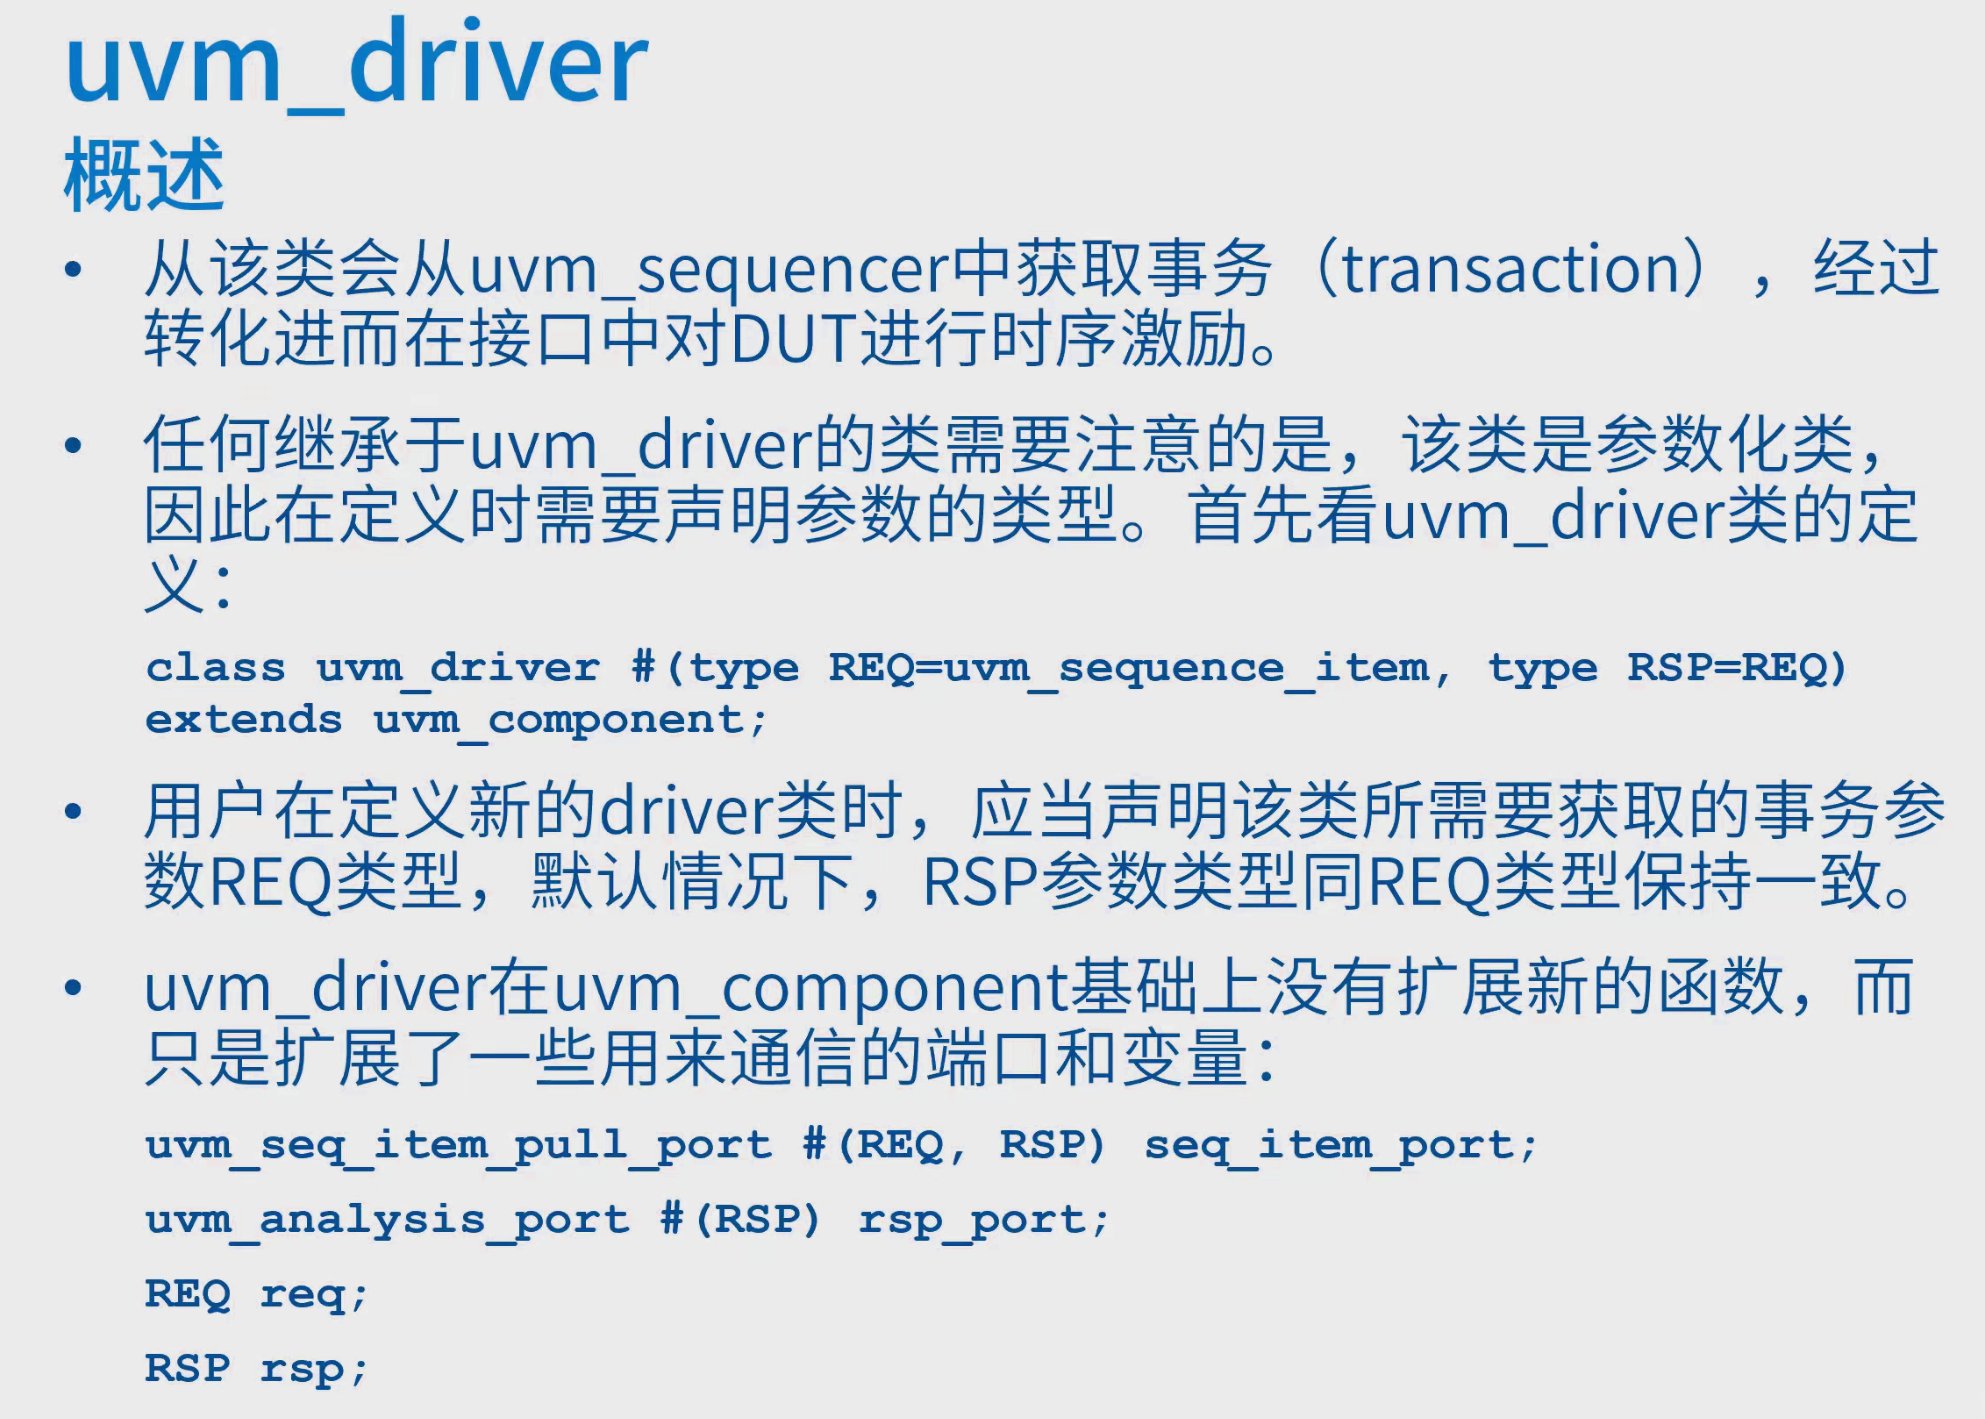 uvm_driver
概述
• 从该类会从uvm_sequencer中获取事务（transaction），经过
转化进而在接口中对DUT进行时序激励。
• 任何继承于uvm_driver的类需要注意的是，该类是参数化类，
因此在定义时需要声明参数的类型。首先看uvm_driver类的定
义：
class uvm_driver #(type REQ=uvm_sequence_item, type RSP=REQ)
extends uvm_component;
• 用户在定义新的driver类时，应当声明该类所需要获取的事务参
数REQ类型，默认情况下，RSP参数类型同REQ类型保持一致。
• uvm_driver在uvm_component基础上没有扩展新的函数，而
只是扩展了一些用来通信的端口和变量：
uvm_seq_item_pull_port #(REQ, RSP) seq_item_port;
uvm_analysis_port #(RSP) rsp_port;
REQ req;
RSP rsp;